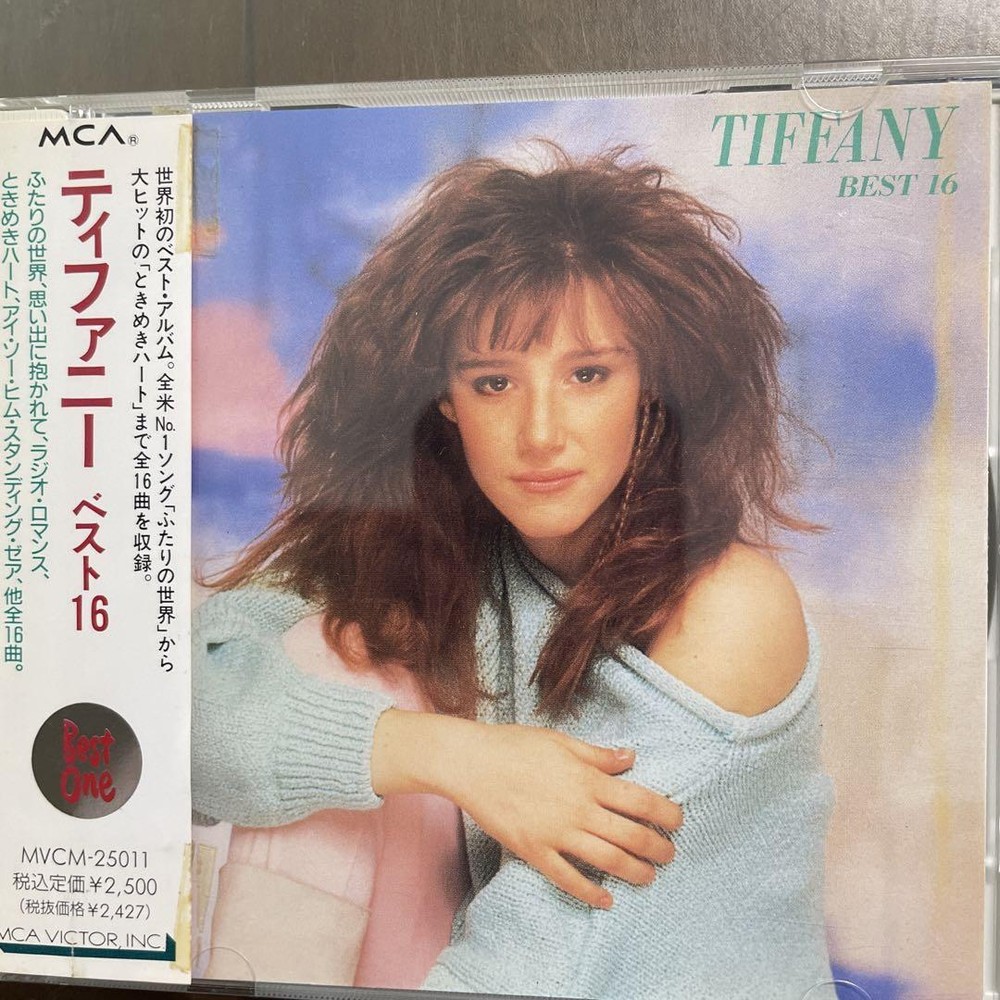 MCA®
世界初のベスト・アルバム。全米No.1ソング「ふたりの世界」から
大ヒットの「ときめきハート」まで全16曲を収録。
ティファニー ベスト16
ふたりの世界、思い出に抱かれて、ラジオ・ロマンス、
ときめきハート、アイ・ソー・ヒム・スタンディング・ゼア、他全16曲。
Best
One
MVCM-25011
税込定価¥2,500
(税抜価格¥2,427)
MCA VICTOR, INC.
TIFFANY
BEST 16